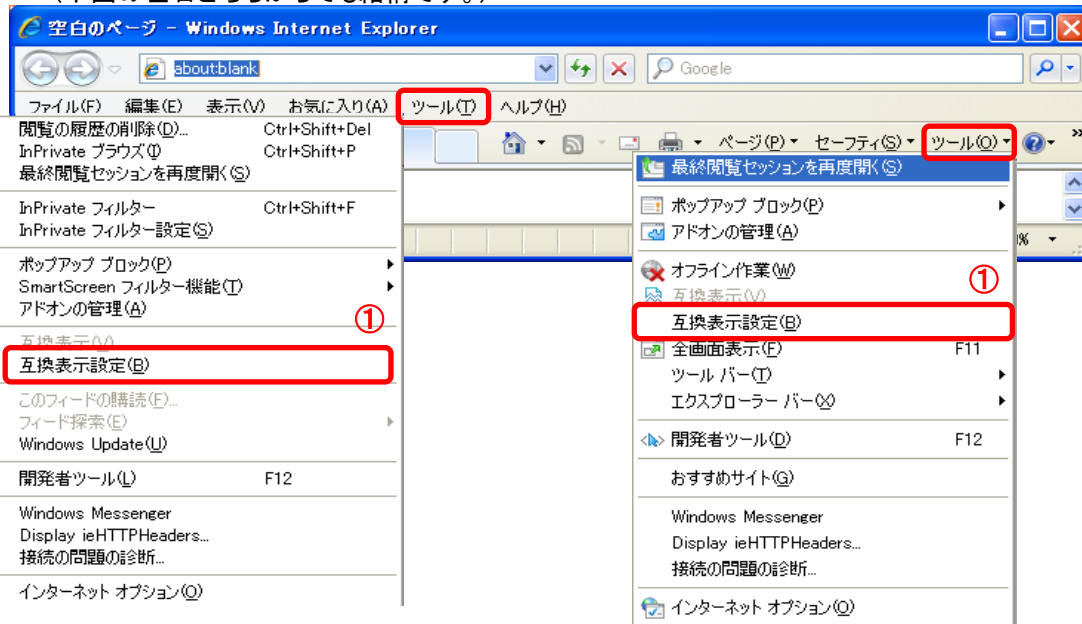 空白のページ - Windows Internet Explorer
about:blank
Google
ファイル(F) 編集(E) 表示(V) お気に入り(A) ツール(T) ヘルプ(H)
ページ(P) セーフティ(S) ツール(O) »
閲覧の履歴の削除(D)... Ctrl+Shift+Del
InPrivate ブラウズ(I) Ctrl+Shift+P
最終閲覧セッションを再度開く(S)
InPrivate フィルター Ctrl+Shift+F
InPrivate フィルター設定(S)
ポップアップ ブロック(P)
SmartScreen フィルター機能(T)
アドオンの管理(A)
①
互換表示(V)
互換表示設定(B)
このフィードの購読(F)...
フィード探索(E)
Windows Update(U)
開発者ツール(L) F12
Windows Messenger
Display ieHTTPHeaders...
接続の問題の診断...
インターネット オプション(O)
最終閲覧セッションを再度開く(S)
ポップアップ ブロック(P)
アドオンの管理(A)
%
オフライン作業(W)
①
互換表示(V)
互換表示設定(B)
全画面表示(F) F11
ツール バー(T)
エクスプローラー バー(X)
開発者ツール(D) F12
おすすめサイト(G)
Windows Messenger
Display ieHTTPHeaders...
接続の問題の診断...
インターネット オプション(O)